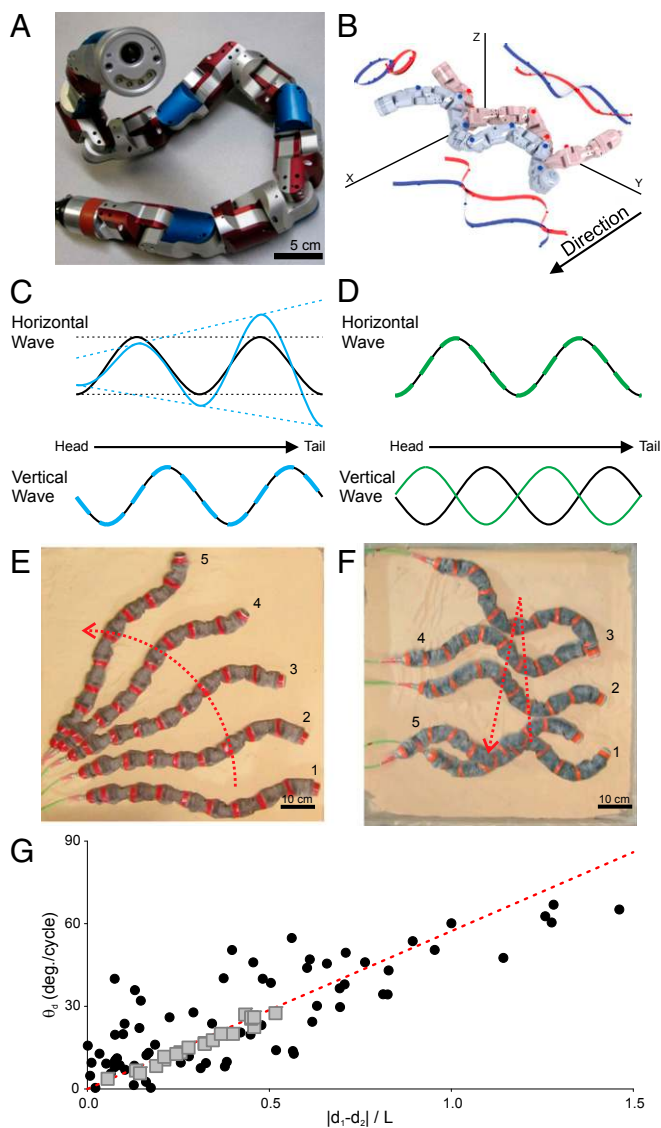 A
5 cm
B
Z
X
Y
Direction
C
Horizontal
Wave
Head
Tail
Vertical
Wave
D
Horizontal
Wave
Head
Tail
Vertical
Wave
E
5
4
3
2
1
10 cm
F
4
3
2
5
1
10 cm
G
90
60
30
0
θd (deg./cycle)
0.0
0.5
1.0
1.5
|d₁-d₂| / L